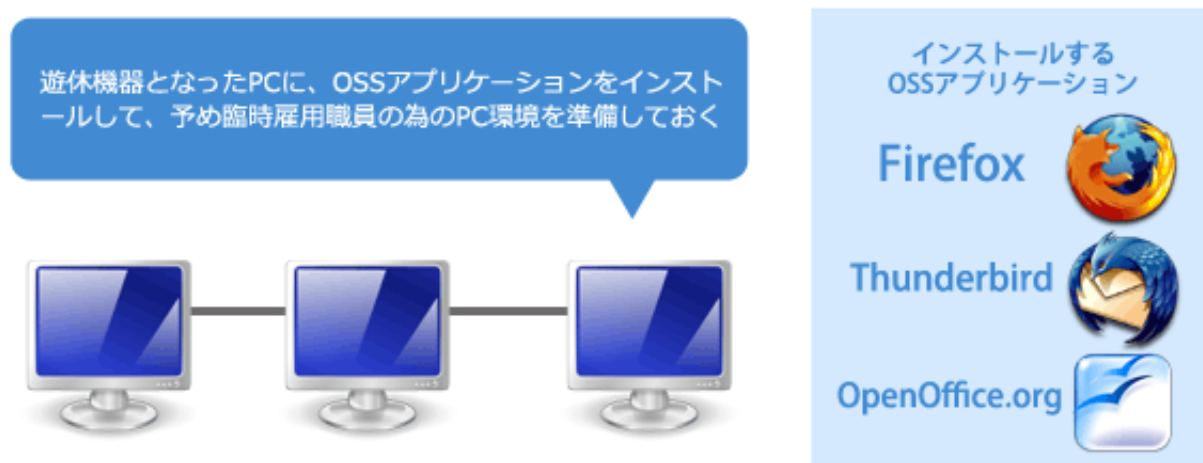 遊休機器となったPCに、OSSアプリケーションをインスト
ールして、予め臨時雇用職員の為のPC環境を準備しておく
インストールする
OSSアプリケーション
Firefox
Thunderbird
OpenOffice.org